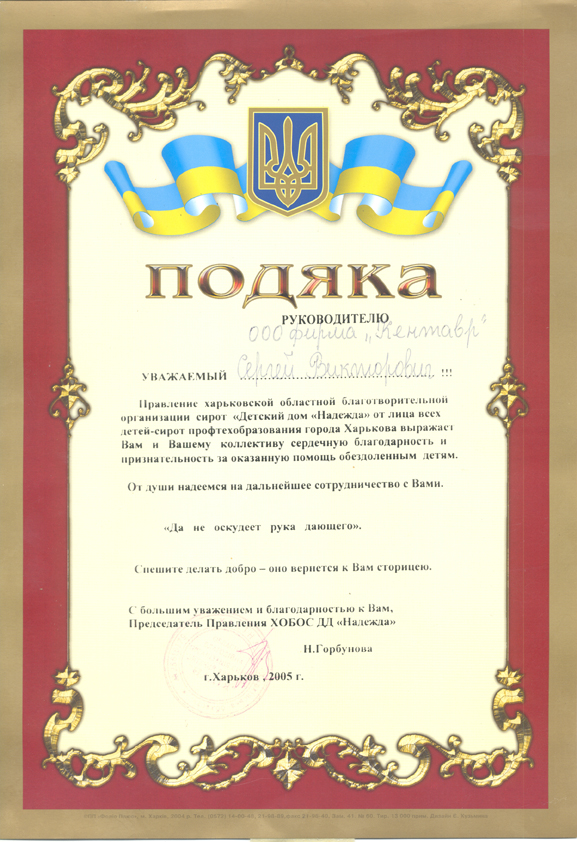 ПОДЯКА
РУКОВОДИТЕЛЮ
ООО фирма „Кентавр"
УВАЖАЕМЫЙ Сергей Викторович !!!
Правление харьковской областной благотворительной
организации сирот «Детский дом «Надежда» от лица всех
детей-сирот профтехобразования города Харькова выражает
Вам и Вашему коллективу сердечную благодарность и
признательность за оказанную помощь обездоленным детям.
От души надеемся на дальнейшее сотрудничество с Вами.
«Да не оскудеет рука дающего».
Спешите делать добро – оно вернется к Вам сторицею.
С большим уважением и благодарностью к Вам,
Председатель Правления ХОБОС ДД «Надежда»
Н.Горбунова
г.Харьков , 2005 г.